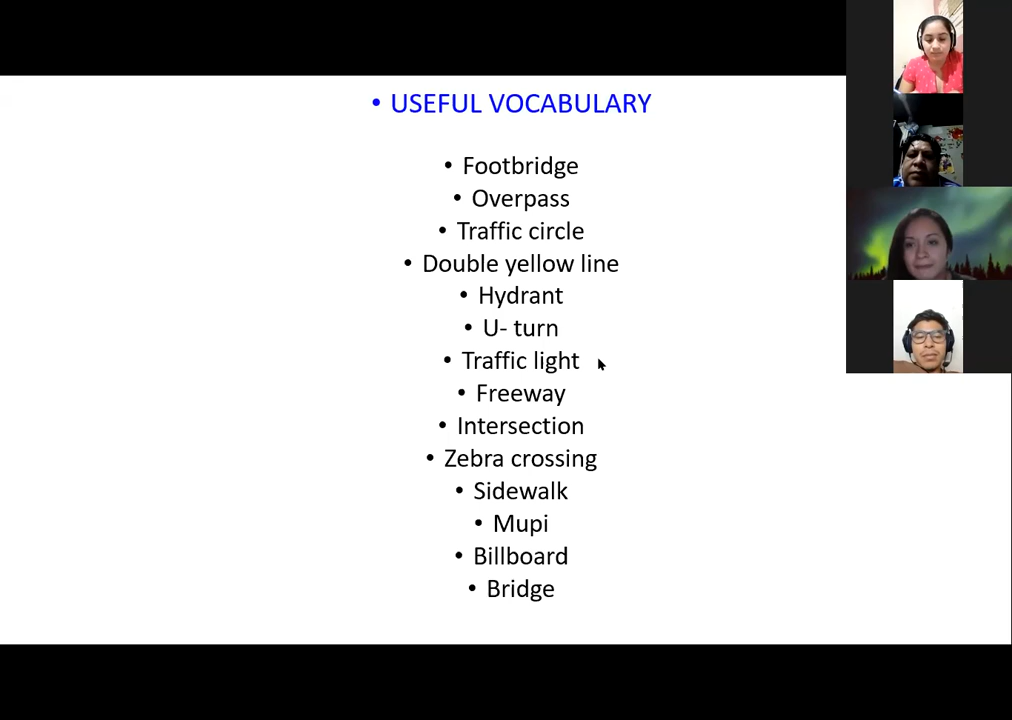 • USEFUL VOCABULARY
• Footbridge
• Overpass
• Traffic circle
• Double yellow line
• Hydrant
• U- turn
• Traffic light
• Freeway
• Intersection
• Zebra crossing
• Sidewalk
• Mupi
• Billboard
• Bridge